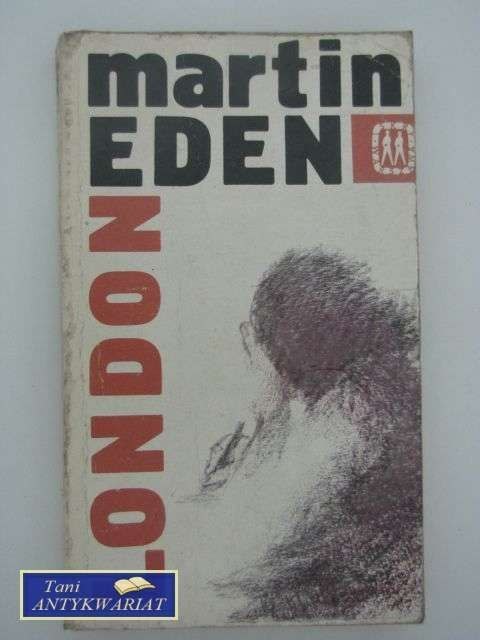 martin
EDEN
LONDON
Tani
ANTYKWARIAT